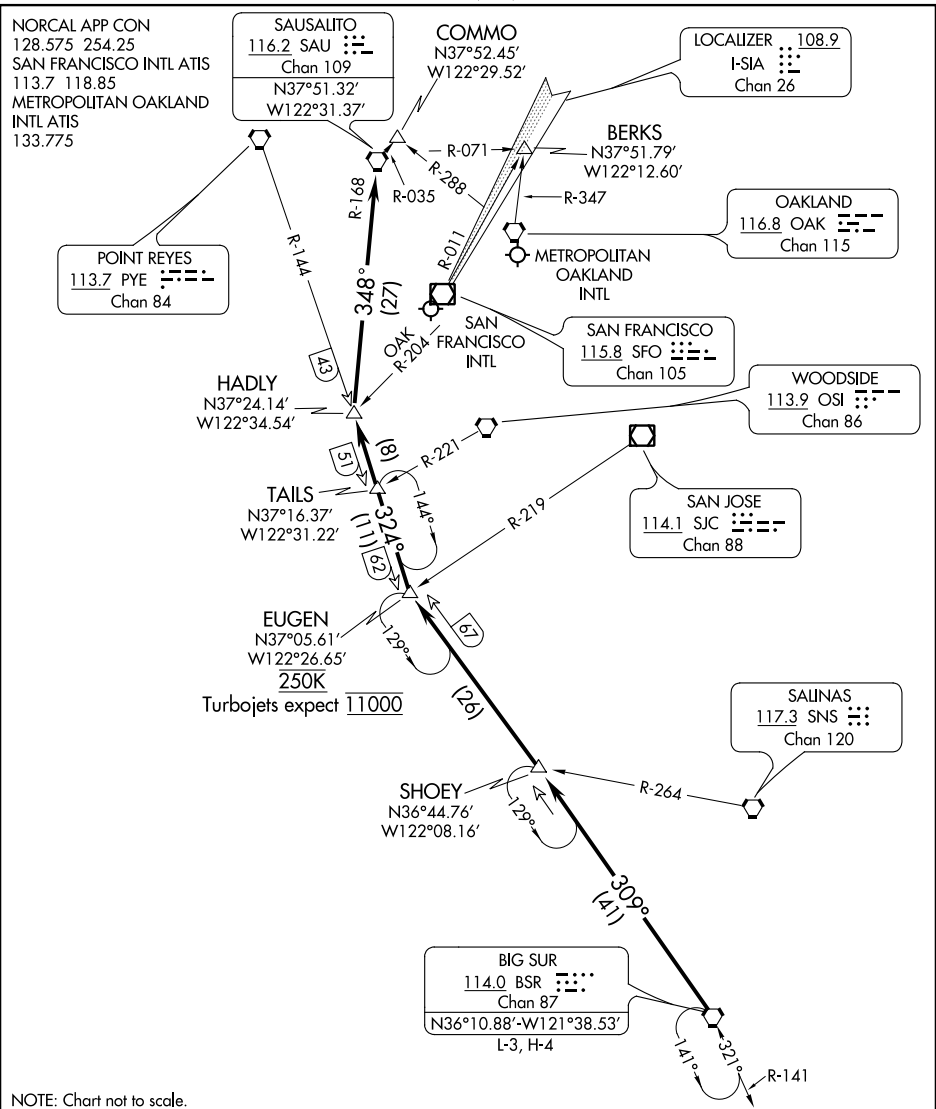 NORCAL APP CON
128.575 254.25
SAN FRANCISCO INTL ATIS
113.7 118.85
METROPOLITAN OAKLAND
INTL ATIS
133.775
SAUSALITO
116.2 SAU
Chan 109
N37°51.32′
W122°31.37′
COMMO
N37°52.45′
W122°29.52′
LOCALIZER 108.9
I-SIA
Chan 26
BERKS
N37°51.79′
W122°12.60′
R-071
R-288
R-035
R-168
R-347
R-011
OAKLAND
116.8 OAK
Chan 115
METROPOLITAN
OAKLAND
INTL
POINT REYES
113.7 PYE
Chan 84
R-144
348°
(27)
OAK
R-204
SAN
FRANCISCO
INTL
SAN FRANCISCO
115.8 SFO
Chan 105
43
HADLY
N37°24.14′
W122°34.54′
WOODSIDE
113.9 OSI
Chan 86
(8)
51
R-221
TAILS
N37°16.37′
W122°31.22′
144°
R-219
SAN JOSE
114.1 SJC
Chan 88
324°
(11)
62
EUGEN
N37°05.61′
W122°26.65′
250K
Turbojets expect 11000
129°
67
(26)
SALINAS
117.3 SNS
Chan 120
SHOEY
N36°44.76′
W122°08.16′
R-264
129°
309°
(41)
BIG SUR
114.0 BSR
Chan 87
N36°10.88′-W121°38.53′
L-3, H-4
141°
321°
R-141
NOTE: Chart not to scale.